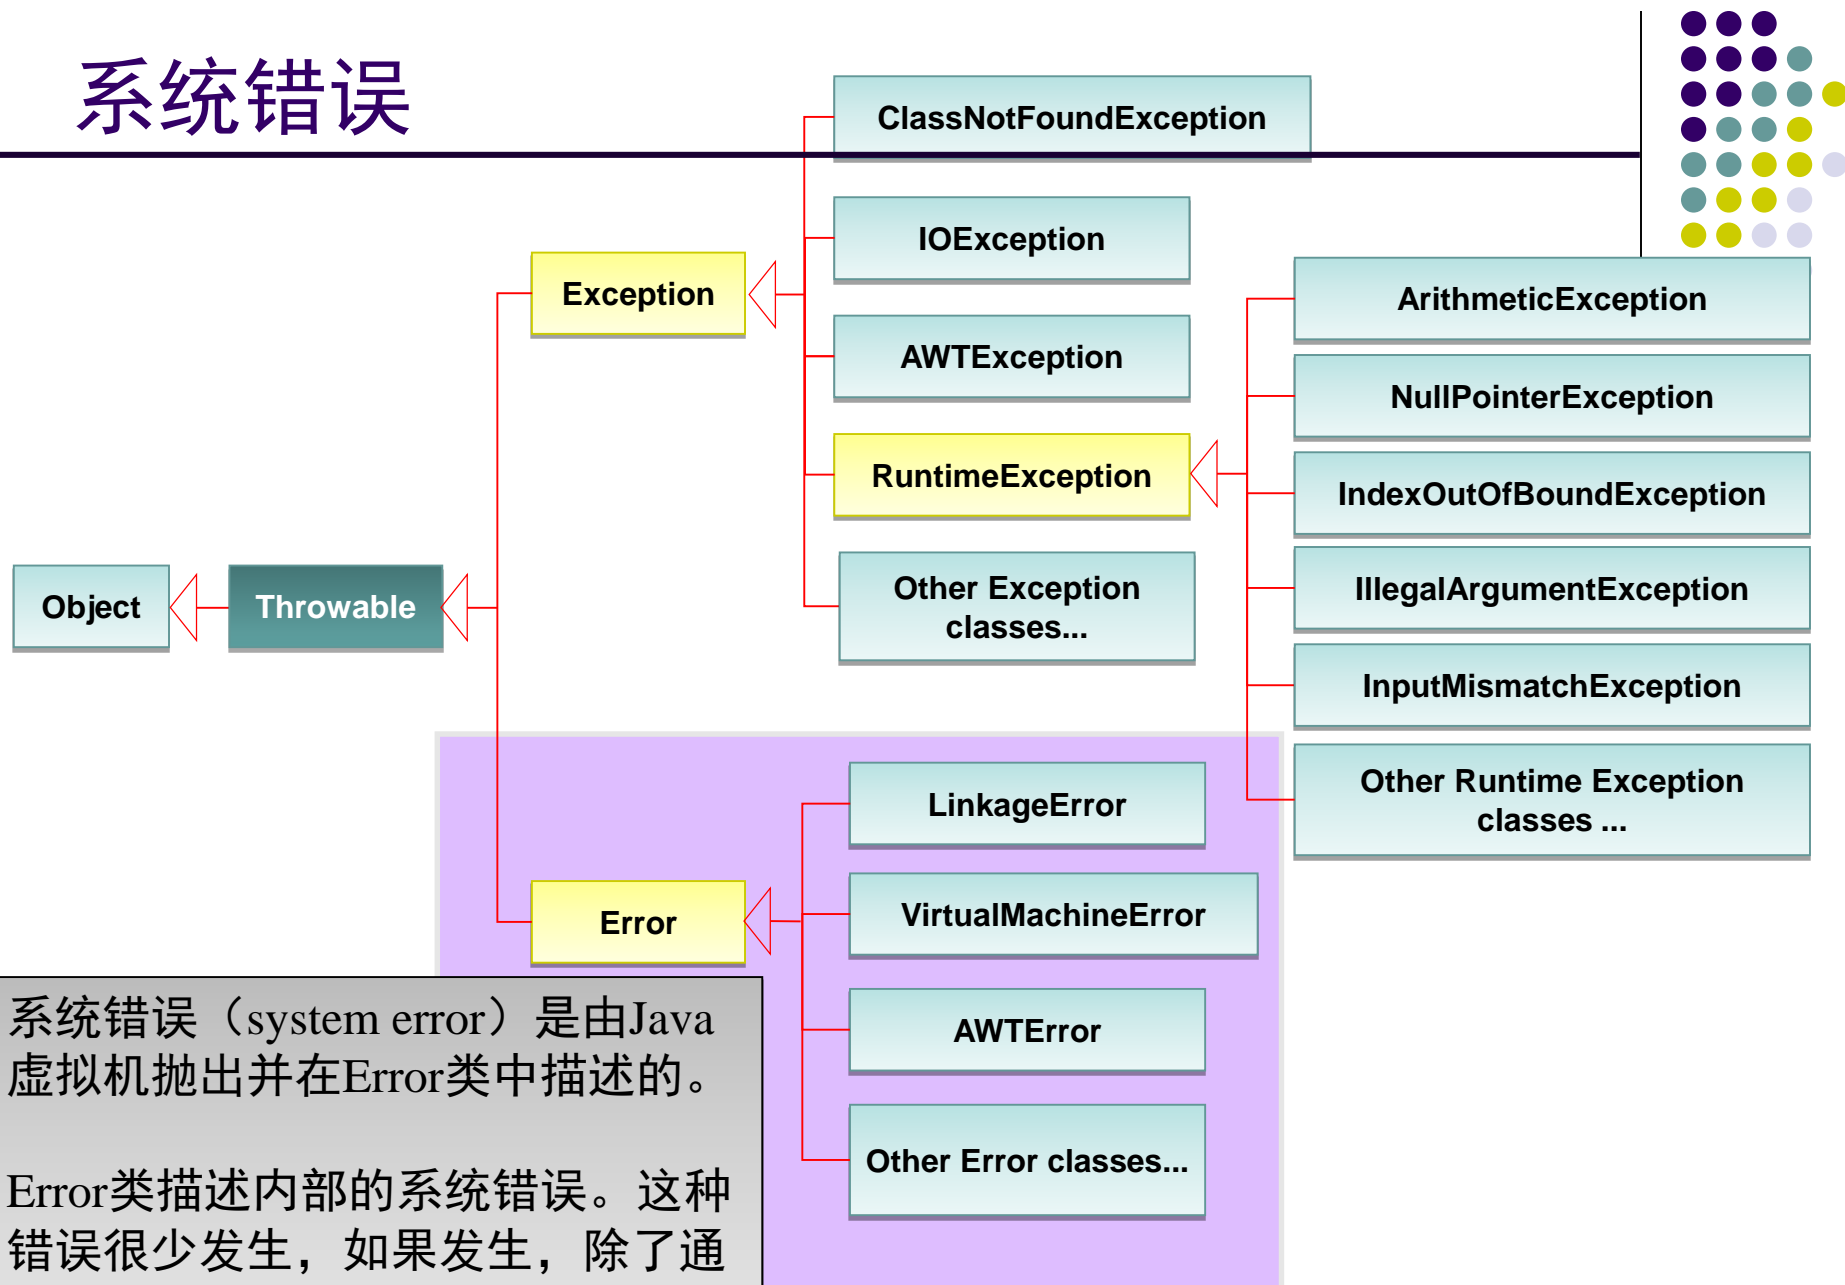 系统错误
ClassNotFoundException
IOException
Exception
ArithmeticException
AWTException
NullPointerException
RuntimeException
IndexOutOfBoundException
Other Exception
classes...
Object
Throwable
IllegalArgumentException
InputMismatchException
LinkageError
Other Runtime Exception
classes ...
Error
VirtualMachineError
AWTError
Other Error classes...
系统错误（system error）是由Java
虚拟机抛出并在Error类中描述的。
Error类描述内部的系统错误。这种
错误很少发生，如果发生，除了通